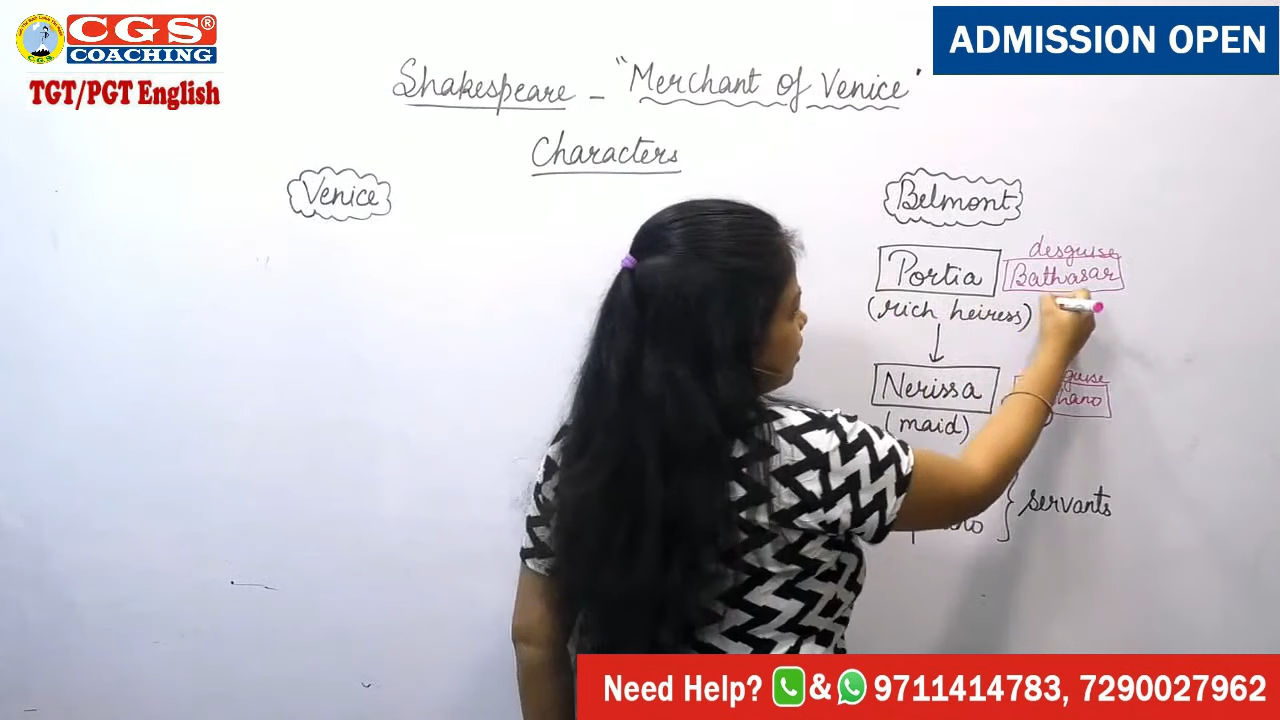 CGS®
COACHING
TGT/PGT English
ADMISSION OPEN
Shakespeare - "Merchant of Venice"
Characters
Venice
Belmont
Portia
disguise
Bathasar
(rich heiress)
Nerissa
(maid)
servants
Need Help? & 9711414783, 7290027962